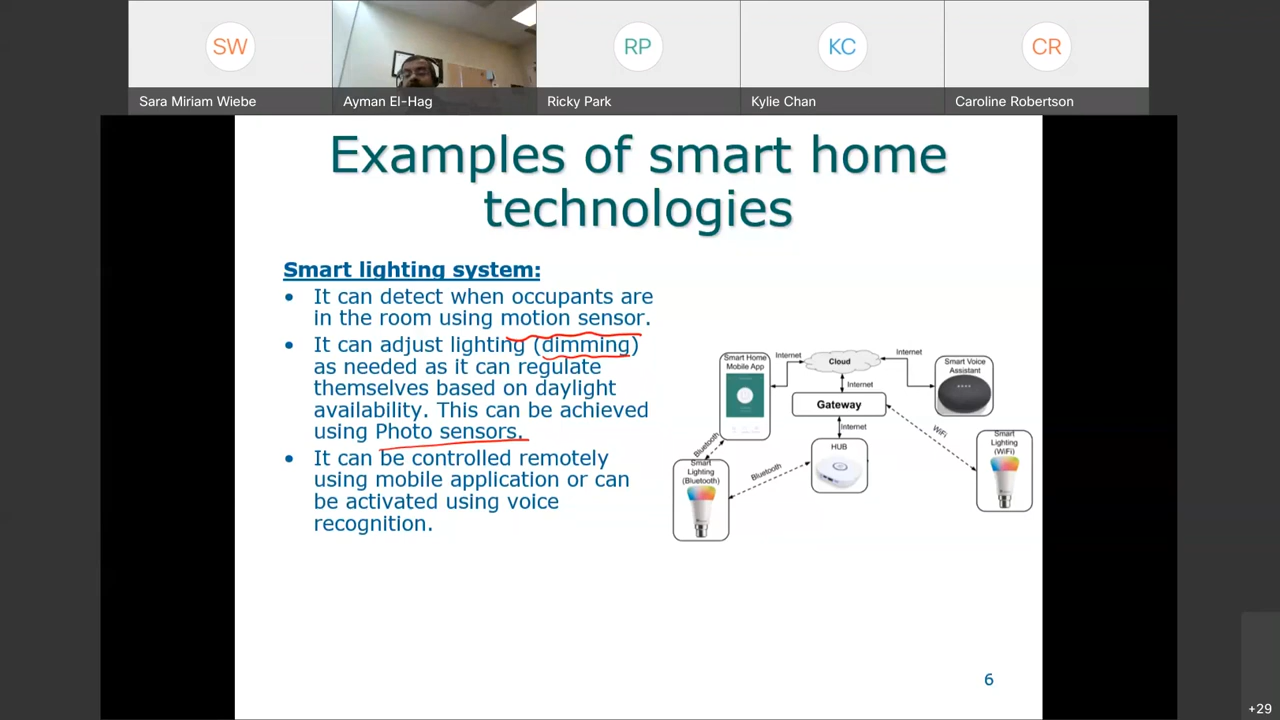 SW
RP
KC
CR
Sara Miriam Wiebe
Ayman El-Hag
Ricky Park
Kylie Chan
Caroline Robertson
Examples of smart home
technologies
Smart lighting system:
• It can detect when occupants are
in the room using motion sensor.
• It can adjust lighting (dimming)
as needed as it can regulate
themselves based on daylight
availability. This can be achieved
using Photo sensors.
• It can be controlled remotely
using mobile application or can
be activated using voice
recognition.
Smart Home
Mobile App
Internet
Cloud
Internet
Smart Voice
Assistant
Internet
Gateway
Internet
WiFi
Bluetooth
HUB
Smart
Lighting
(WiFi)
Smart
Lighting
(Bluetooth)
Bluetooth
6
+29